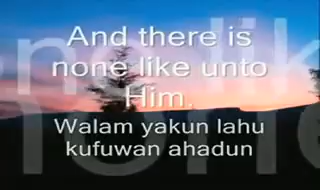 And there is
none like unto
Him.
Walam yakun lahu
kufuwan ahadun